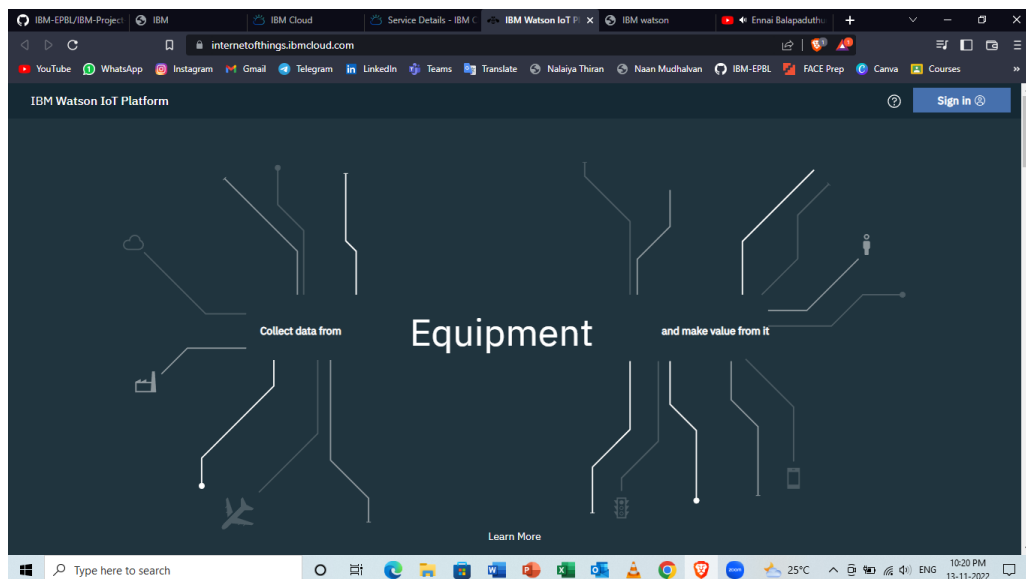 IBM-EPBL/IBM-Project
IBM
IBM Cloud
Service Details - IBM C
IBM Watson IoT Pl
IBM watson
Ennai Balapaduthu
internetofthings.ibmcloud.com
YouTube WhatsApp Instagram Gmail Telegram LinkedIn Teams Translate Nalaiya Thiran Naan Mudhalvan IBM-EPBL FACE Prep Canva Courses »
IBM Watson IoT Platform
Sign in
Collect data from
Equipment
and make value from it
Learn More
Type here to search
25°C
ENG
10:20 PM
13-11-2022